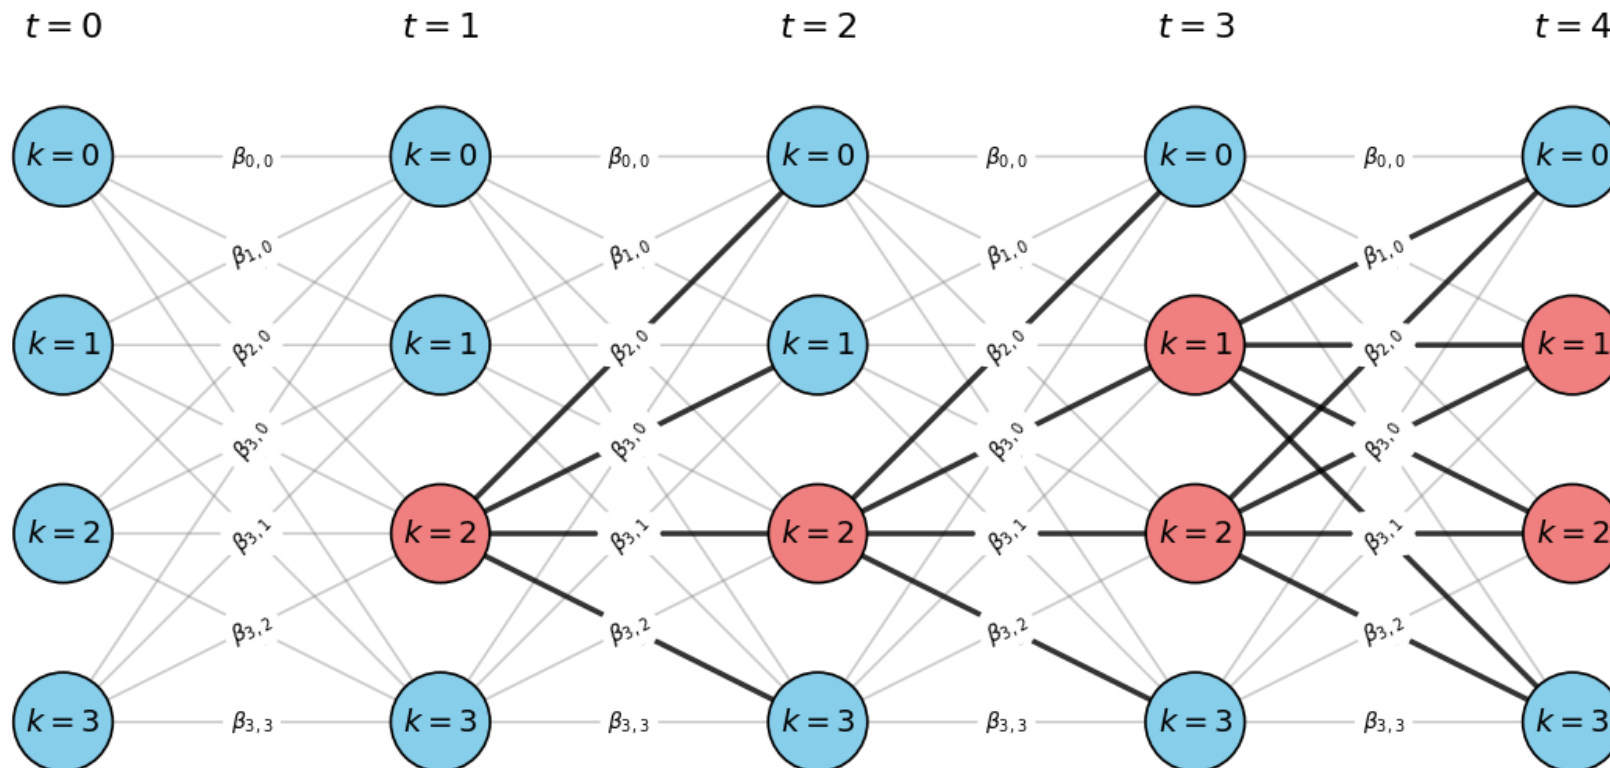 t = 0 t = 1 t = 2 t = 3 t = 4
k = 0 β0,0 k = 0 β0,0 k = 0 β0,0 k = 0 β0,0 k = 0
β1,0 β1,0 β1,0 β1,0
k = 1 β2,0 k = 1 β2,0 k = 1 β2,0 k = 1 β2,0 k = 1
β3,0 β3,0 β3,0 β3,0
k = 2 β3,1 k = 2 β3,1 k = 2 β3,1 k = 2 β3,1 k = 2
β3,2 β3,2 β3,2 β3,2
k = 3 β3,3 k = 3 β3,3 k = 3 β3,3 k = 3 β3,3 k = 3